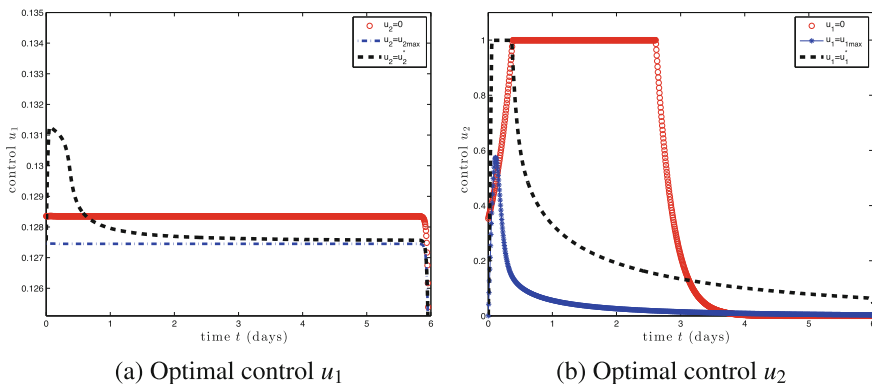 0.135
0.134
0.133
0.132
0.131
0.13
0.129
0.128
0.127
0.126
control u₁
0 1 2 3 4 5 6
time t (days)
u₂=0
u₂=u₂max
u₂=u₂*
(a) Optimal control u₁
1
0.8
0.6
0.4
0.2
0
control u₂
0 1 2 3 4 5 6
time t (days)
u₁=0
u₁=u₁max
u₁=u₁*
(b) Optimal control u₂